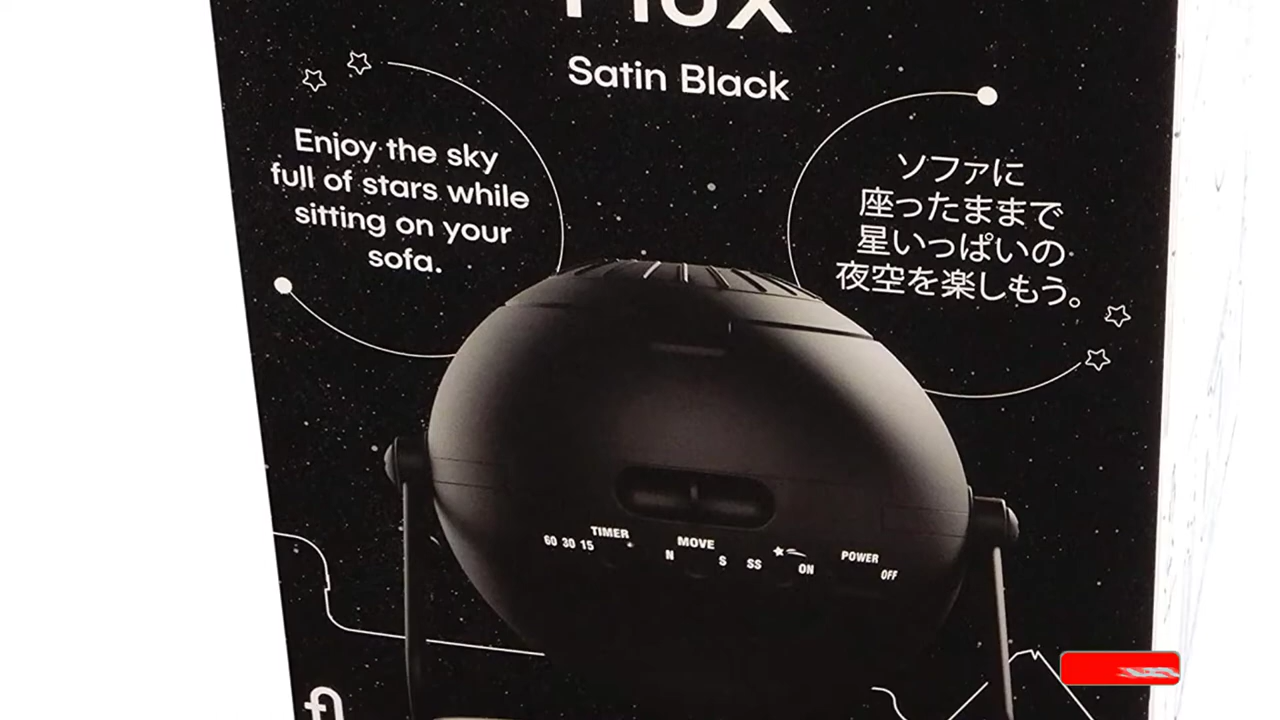 Flux
Satin Black
Enjoy the sky
full of stars while
sitting on your
sofa.
ソファに
座ったままで
星いっぱいの
夜空を楽しもう。
TIMER
60 30 15
MOVE
N S SS
ON
POWER
OFF